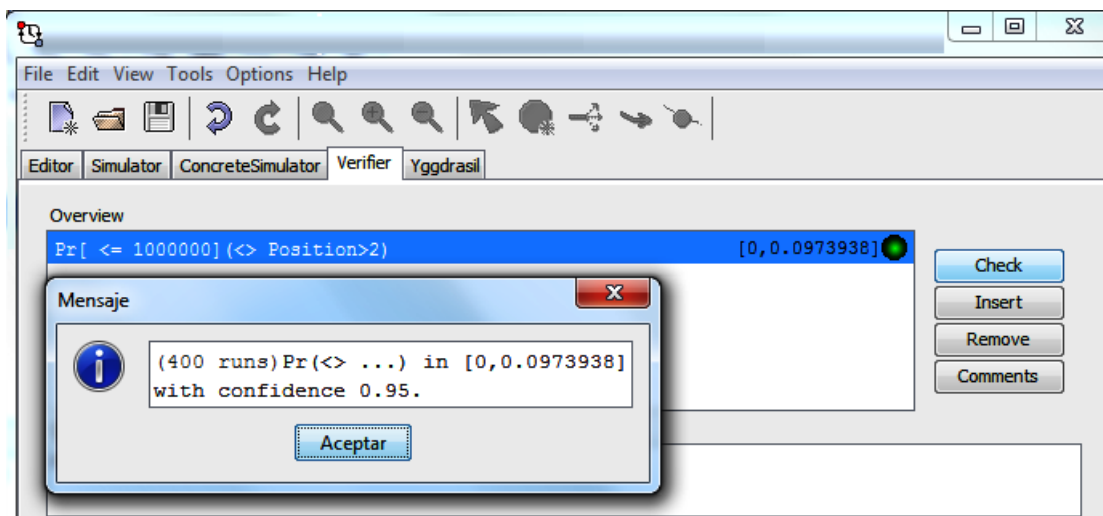 File Edit View Tools Options Help
Editor Simulator ConcreteSimulator Verifier Yggdrasil
Overview
Pr[ <= 1000000](<> Position>2) [0,0.0973938]
Check
Insert
Remove
Comments
Mensaje
(400 runs)Pr(<> ...) in [0,0.0973938]
with confidence 0.95.
Aceptar